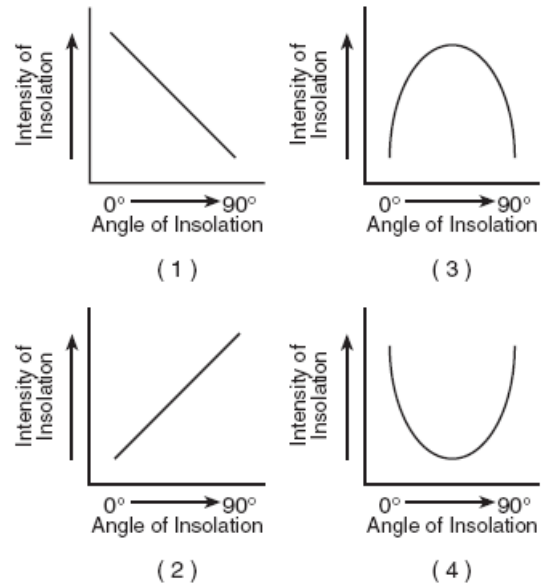 Intensity of
Insolation
0° 90°
Angle of Insolation
( 1 )
Intensity of
Insolation
0° 90°
Angle of Insolation
( 3 )
Intensity of
Insolation
0° 90°
Angle of Insolation
( 2 )
Intensity of
Insolation
0° 90°
Angle of Insolation
( 4 )